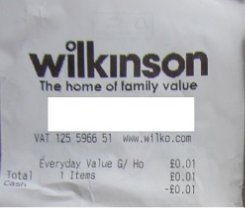 wilkinson
The home of family value
VAT 125 5966 51 www.wilko.com
Everyday Value G/ Ho £0.01
Total 1 Items £0.01
Cash -£0.01